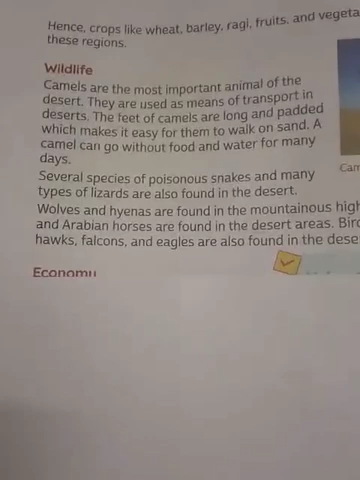 Hence, crops like wheat, barley, ragi, fruits, and vegeta
these regions.
Wildlife
Camels are the most important animal of the
desert. They are used as means of transport in
deserts. The feet of camels are long and padded
which makes it easy for them to walk on sand. A
camel can go without food and water for many
days.
Cam
Several species of poisonous snakes and many
types of lizards are also found in the desert.
Wolves and hyenas are found in the mountainous high
and Arabian horses are found in the desert areas. Bird
hawks, falcons, and eagles are also found in the dese
Economy